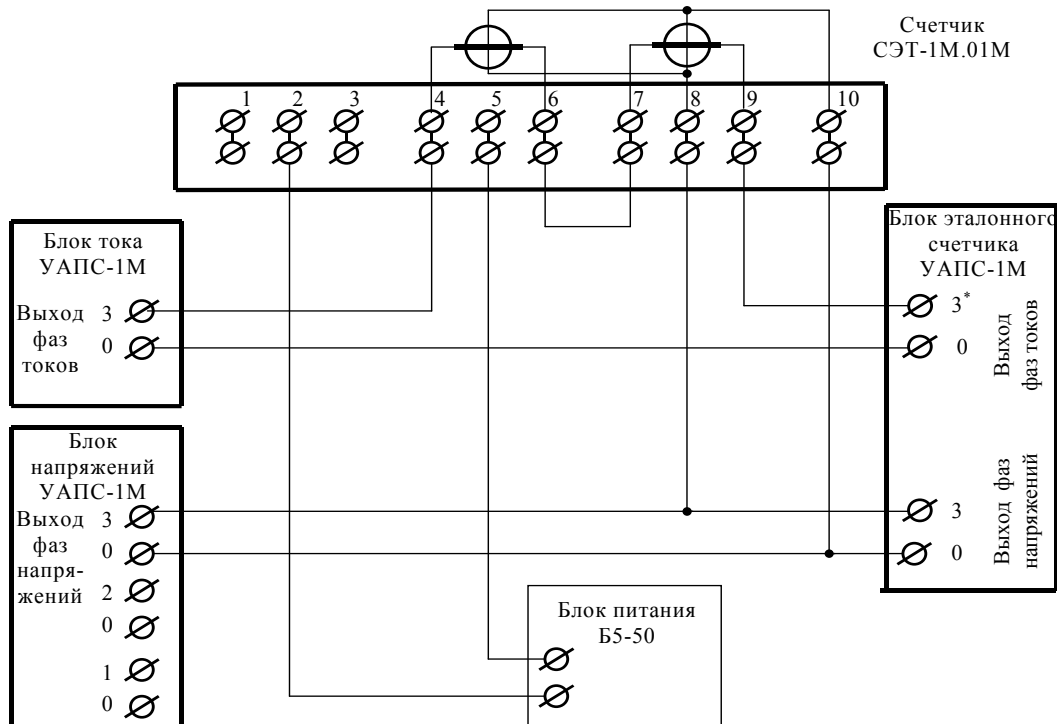 Счетчик
СЭТ-1М.01М
1 2 3 4 5 6 7 8 9 10
Блок тока
УАПС-1М
Выход
фаз
токов
3
0
Блок эталонного
счетчика
УАПС-1М
3*
0
Выход
фаз токов
3
0
Выход фаз
напряжений
Блок
напряжений
УАПС-1М
Выход
фаз
напря-
жений
3
0
2
0
1
0
Блок питания
Б5-50